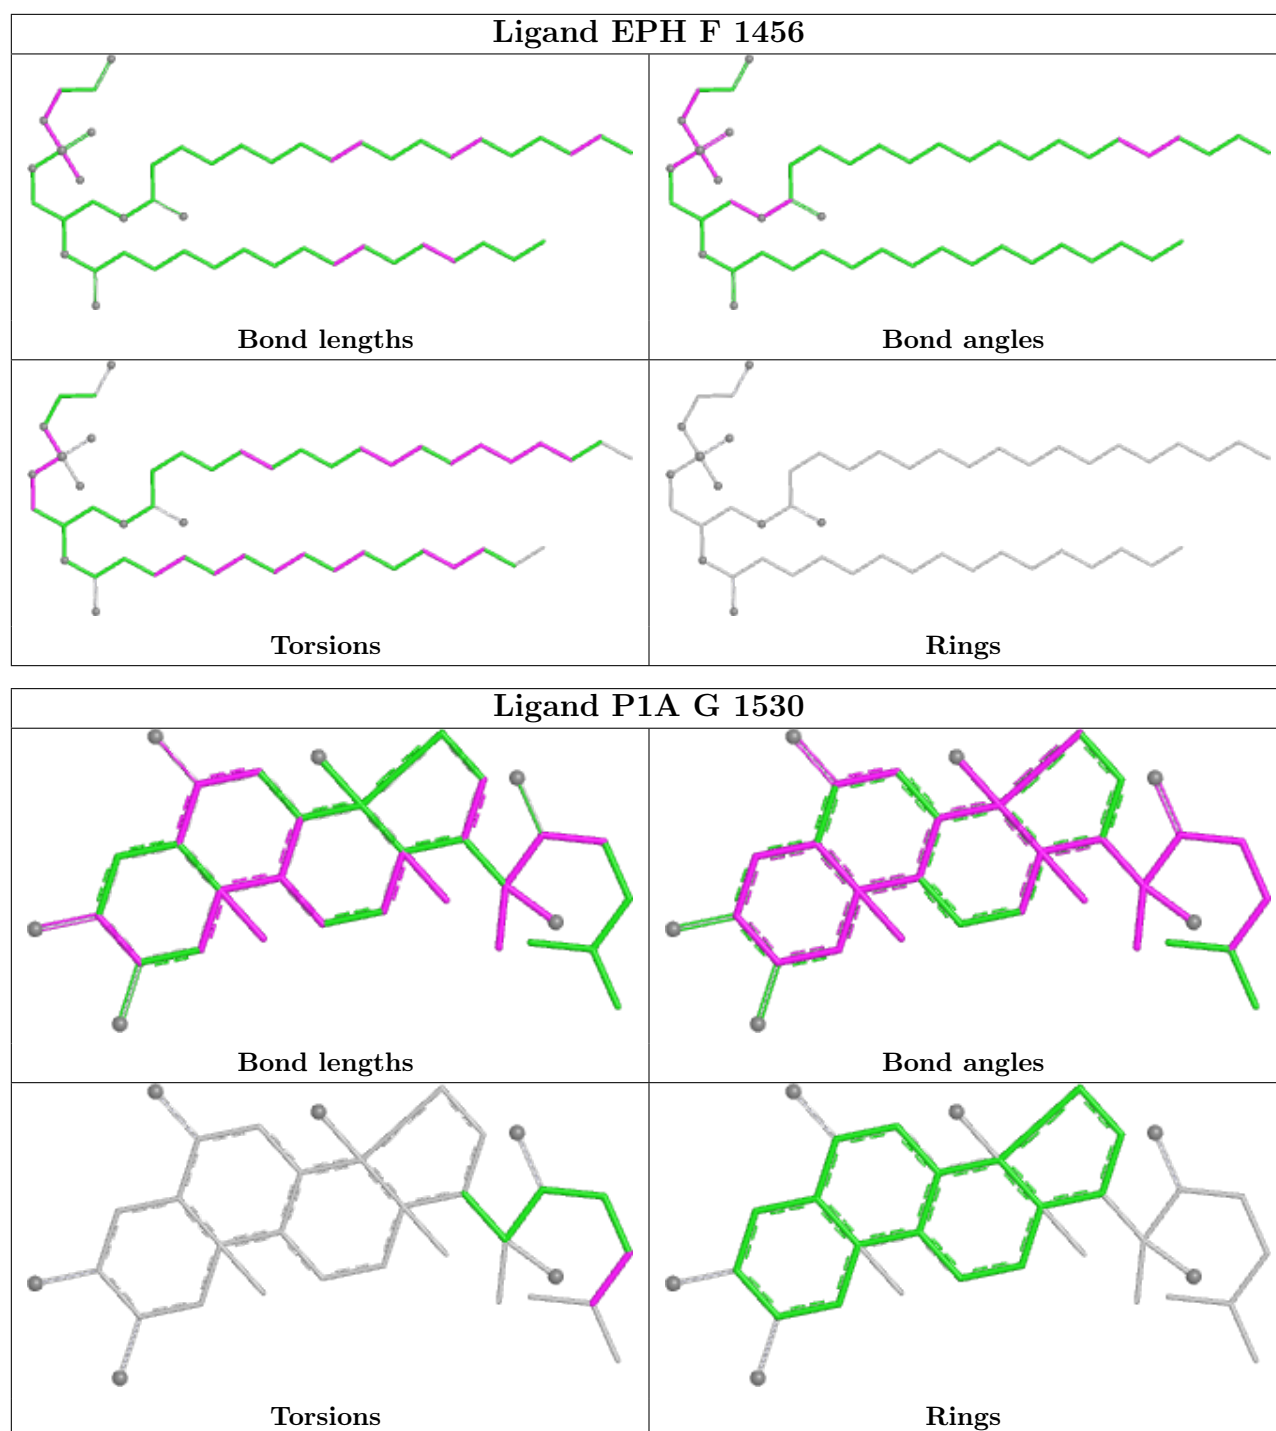 Ligand EPH F 1456
Bond lengths
Bond angles
Torsions
Rings
Ligand P1A G 1530
Bond lengths
Bond angles
Torsions
Rings